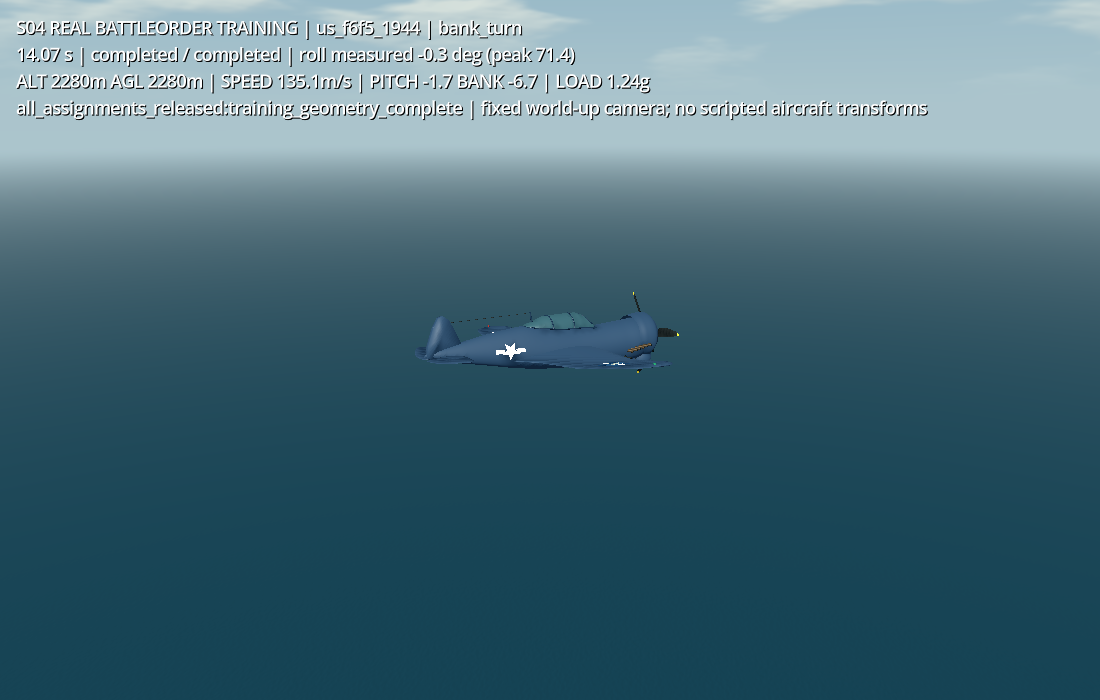 S04 REAL BATTLEORDER TRAINING | us_f6f5_1944 | bank_turn
14.07 s | completed / completed | roll measured -0.3 deg (peak 71.4)
ALT 2280m AGL 2280m | SPEED 135.1m/s | PITCH -1.7 BANK -6.7 | LOAD 1.24g
all_assignments_released:training_geometry_complete | fixed world-up camera; no scripted aircraft transforms